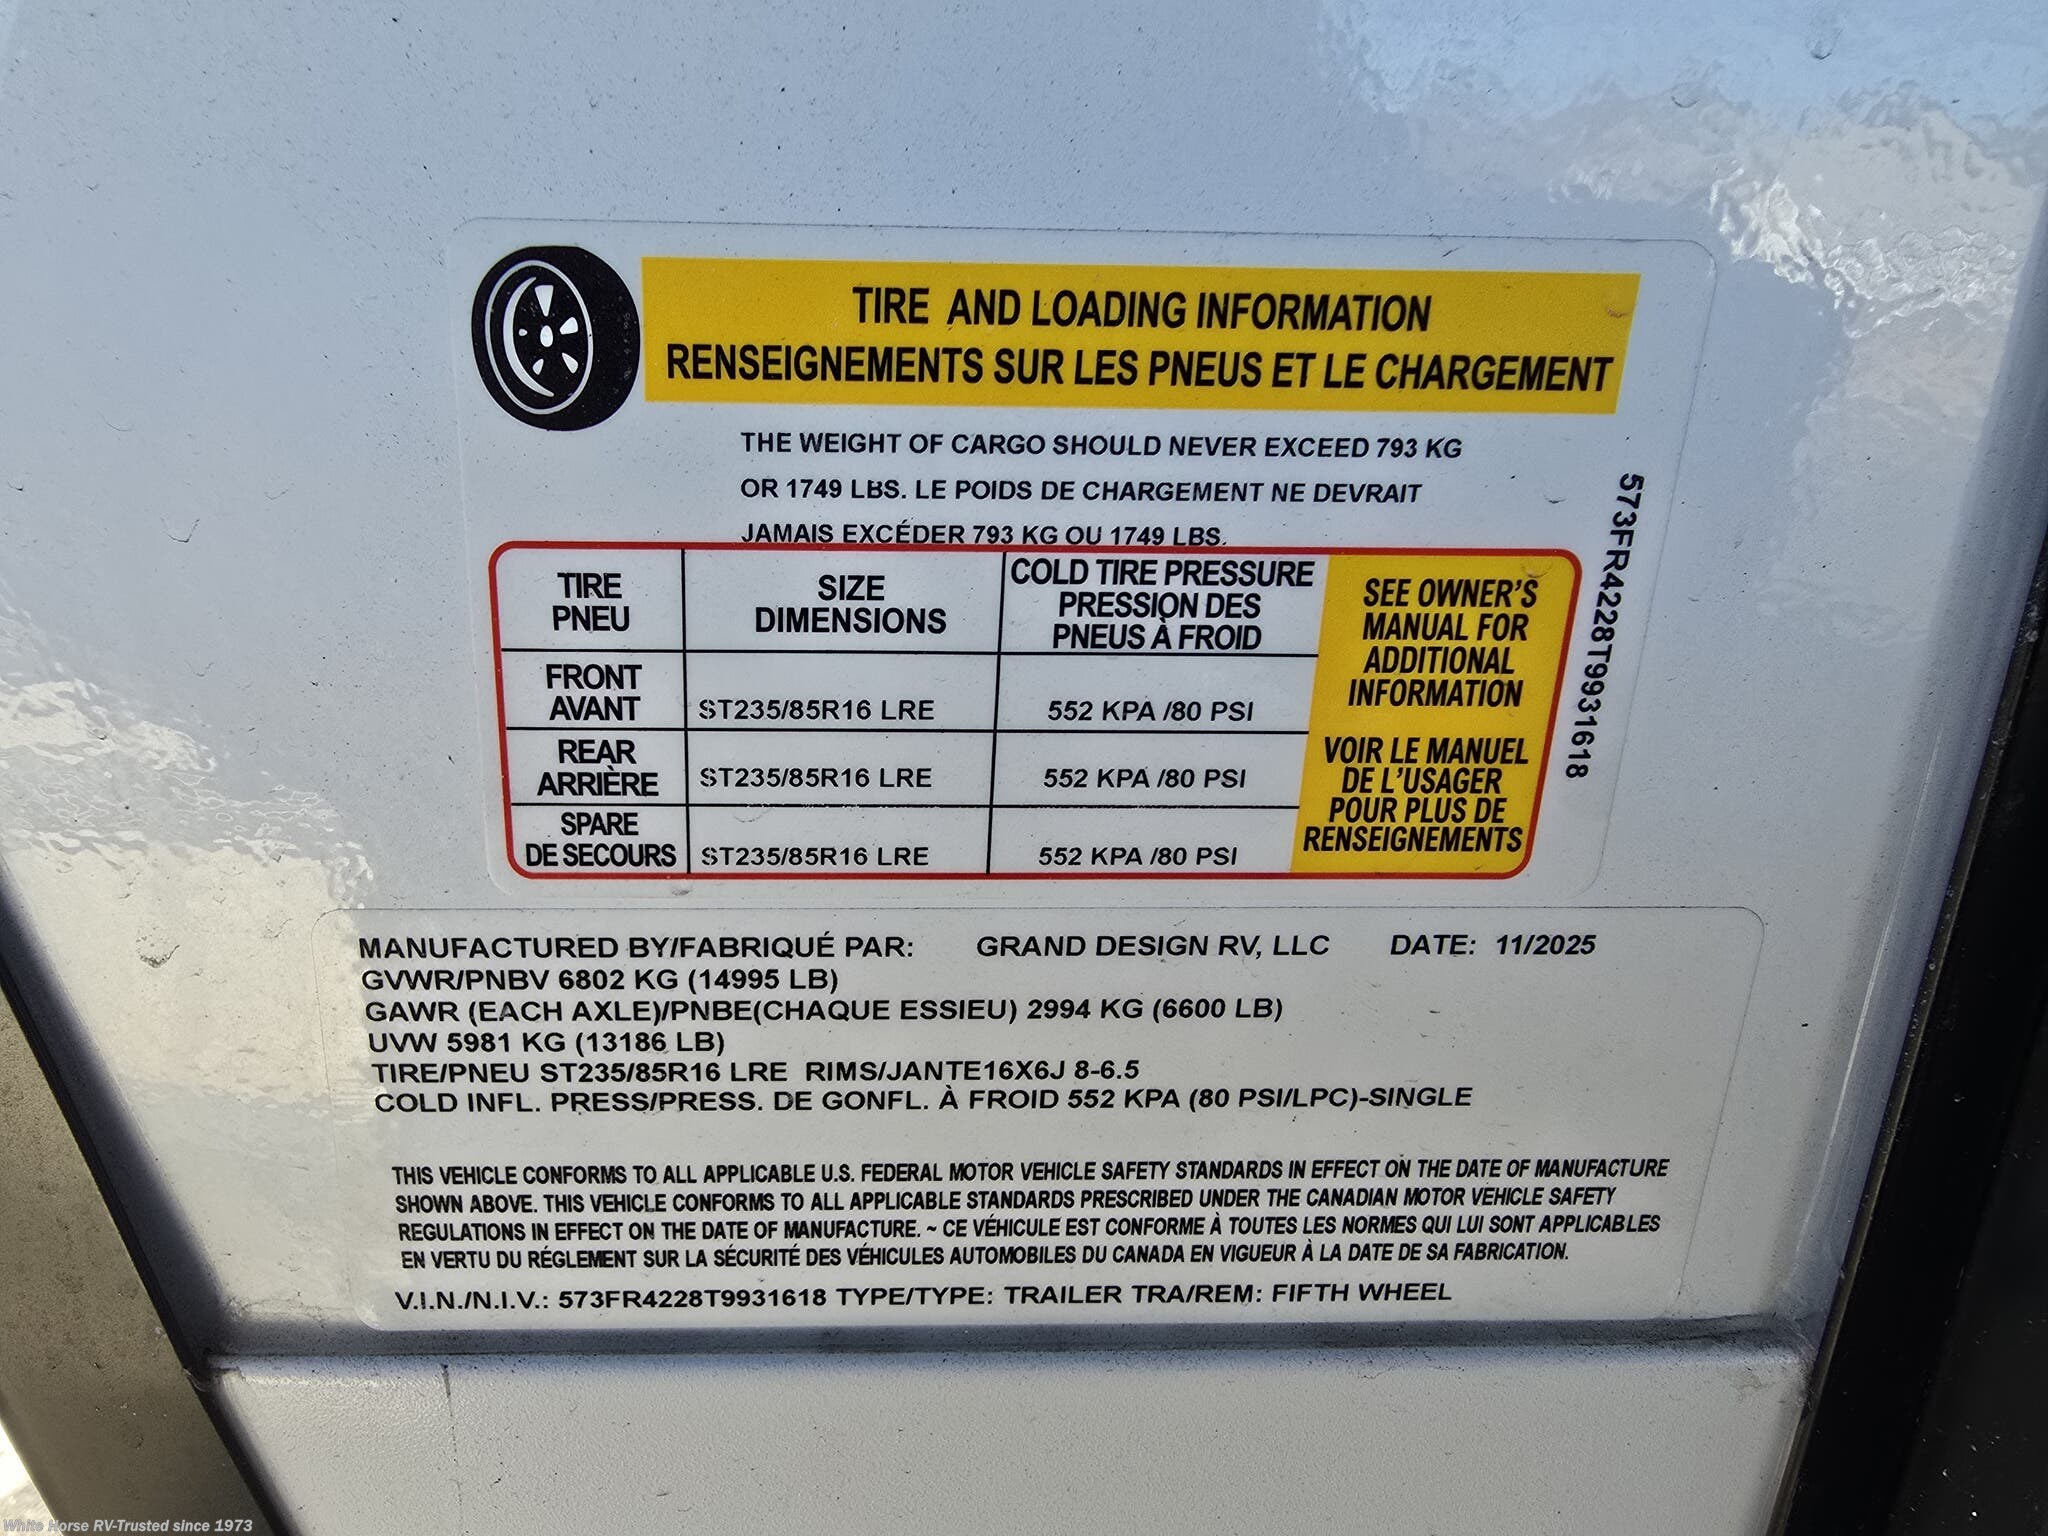 TIRE AND LOADING INFORMATION
RENSEIGNEMENTS SUR LES PNEUS ET LE CHARGEMENT
THE WEIGHT OF CARGO SHOULD NEVER EXCEED 793 KG
OR 1749 LBS. LE POIDS DE CHARGEMENT NE DEVRAIT
JAMAIS EXCÉDER 793 KG OU 1749 LBS.
TIRE
PNEU
SIZE
DIMENSIONS
COLD TIRE PRESSURE
PRESSION DES
PNEUS À FROID
FRONT
AVANT
ST235/85R16 LRE
552 KPA /80 PSI
REAR
ARRIÈRE
ST235/85R16 LRE
552 KPA /80 PSI
SPARE
DE SECOURS
ST235/85R16 LRE
552 KPA /80 PSI
SEE OWNER'S
MANUAL FOR
ADDITIONAL
INFORMATION
VOIR LE MANUEL
DE L'USAGER
POUR PLUS DE
RENSEIGNEMENTS
573FR4228T9931618
MANUFACTURED BY/FABRIQUÉ PAR: GRAND DESIGN RV, LLC DATE: 11/2025
GVWR/PNBV 6802 KG (14995 LB)
GAWR (EACH AXLE)/PNBE(CHAQUE ESSIEU) 2994 KG (6600 LB)
UVW 5981 KG (13186 LB)
TIRE/PNEU ST235/85R16 LRE RIMS/JANTE16X6J 8-6.5
COLD INFL. PRESS/PRESS. DE GONFL. À FROID 552 KPA (80 PSI/LPC)-SINGLE
THIS VEHICLE CONFORMS TO ALL APPLICABLE U.S. FEDERAL MOTOR VEHICLE SAFETY STANDARDS IN EFFECT ON THE DATE OF MANUFACTURE
SHOWN ABOVE. THIS VEHICLE CONFORMS TO ALL APPLICABLE STANDARDS PRESCRIBED UNDER THE CANADIAN MOTOR VEHICLE SAFETY
REGULATIONS IN EFFECT ON THE DATE OF MANUFACTURE. ~ CE VÉHICULE EST CONFORME À TOUTES LES NORMES QUI LUI SONT APPLICABLES
EN VERTU DU RÉGLEMENT SUR LA SÉCURITÉ DES VÉHICULES AUTOMOBILES DU CANADA EN VIGUEUR À LA DATE DE SA FABRICATION.
V.I.N./N.I.V.: 573FR4228T9931618 TYPE/TYPE: TRAILER TRA/REM: FIFTH WHEEL
White Horse RV-Trusted since 1973